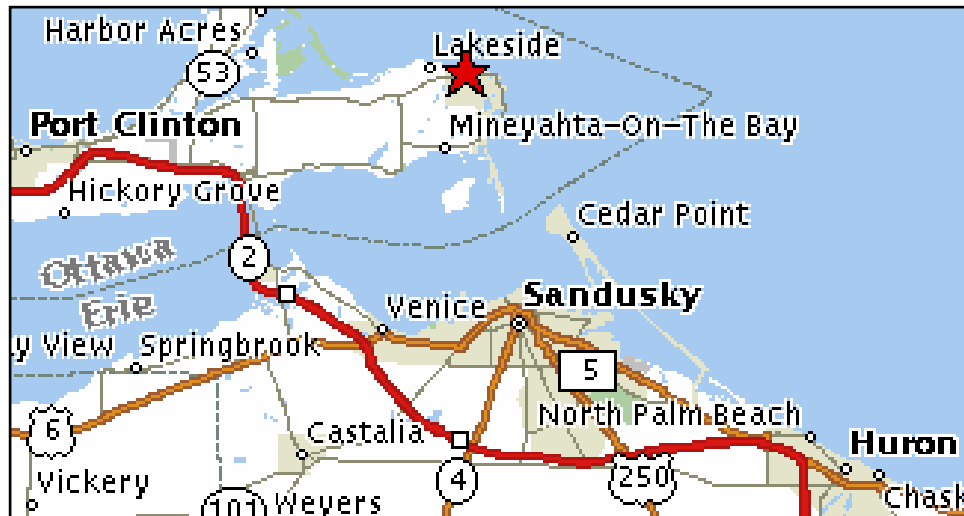 Harbor Acres
Lakeside
53
Port Clinton
Mineyahta-On-The Bay
Hickory Grove
Cedar Point
2
Ottawa
Erie
Sandusky
Venice
y View
Springbrook
5
6
North Palm Beach
Castalia
Huron
Vickery
4
250
101
Weyers
Chask